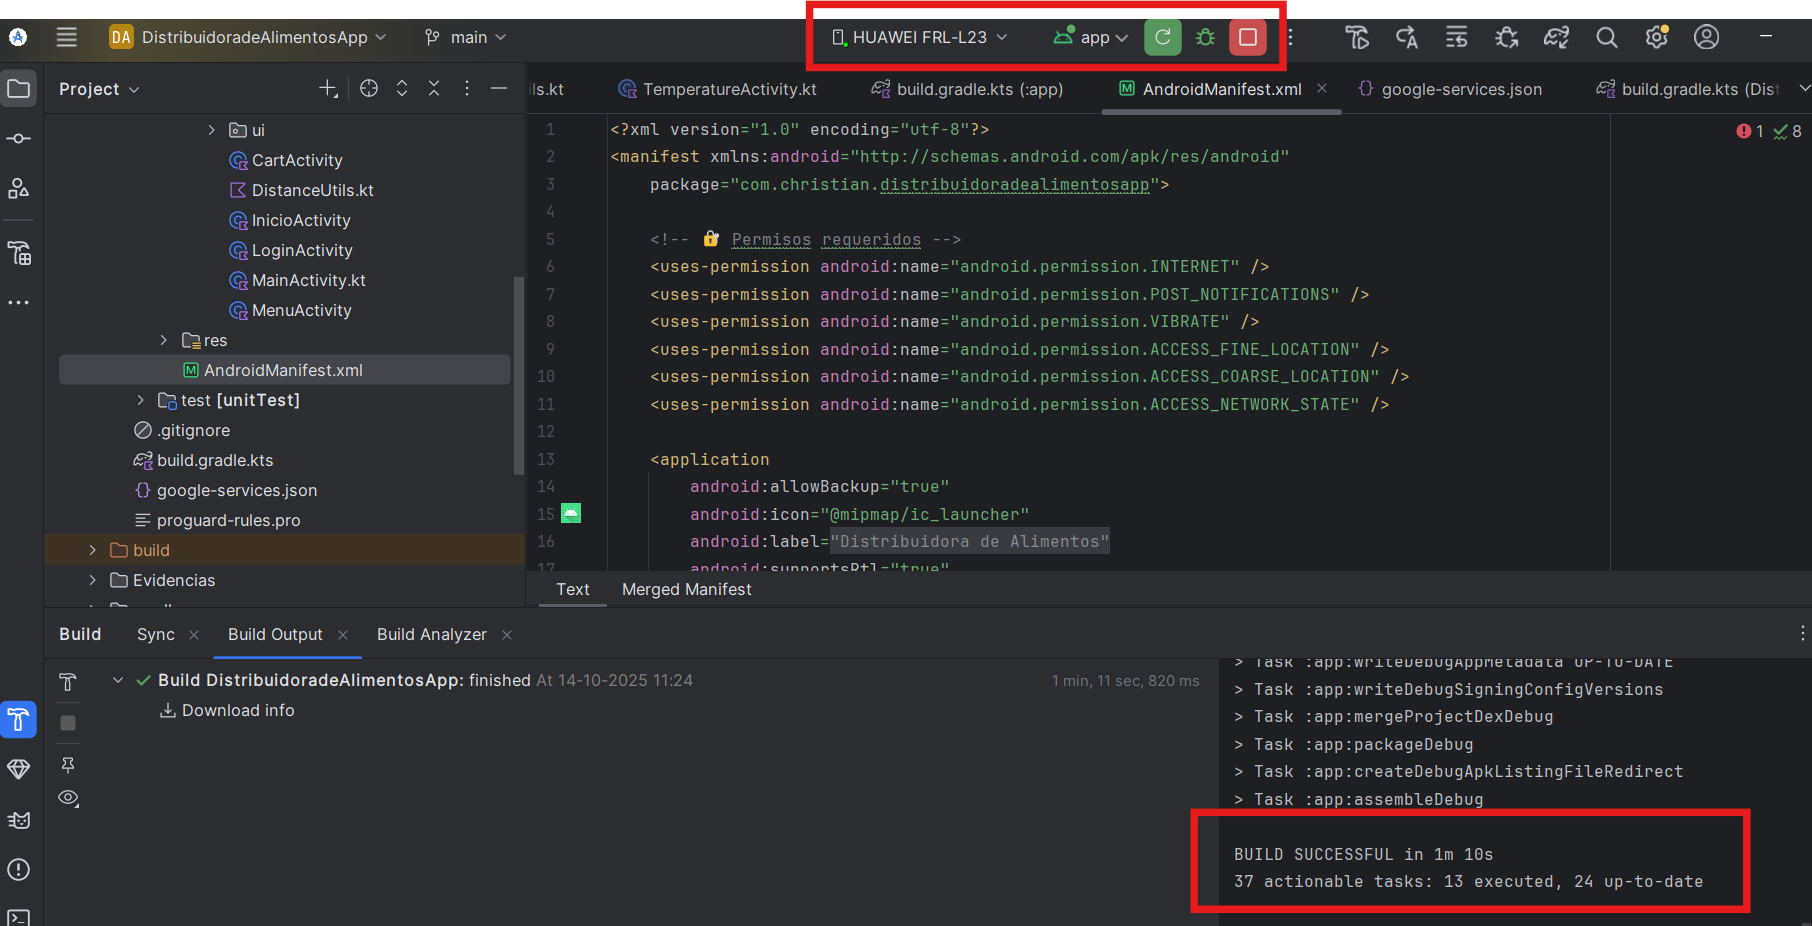 DA DistribuidoradeAlimentosApp main HUAWEI FRL-L23 app
Project
ui
CartActivity
DistanceUtils.kt
InicioActivity
LoginActivity
MainActivity.kt
MenuActivity
res
AndroidManifest.xml
test [unitTest]
.gitignore
build.gradle.kts
google-services.json
proguard-rules.pro
build
Evidencias
ils.kt TemperatureActivity.kt build.gradle.kts (:app) AndroidManifest.xml google-services.json build.gradle.kts (Dist
1 8
1 <?xml version="1.0" encoding="utf-8"?>
2 <manifest xmlns:android="http://schemas.android.com/apk/res/android"
3 package="com.christian.distribuidoradealimentosapp">
4
5 <!-- 🔐 Permisos requeridos -->
6 <uses-permission android:name="android.permission.INTERNET" />
7 <uses-permission android:name="android.permission.POST_NOTIFICATIONS" />
8 <uses-permission android:name="android.permission.VIBRATE" />
9 <uses-permission android:name="android.permission.ACCESS_FINE_LOCATION" />
10 <uses-permission android:name="android.permission.ACCESS_COARSE_LOCATION" />
11 <uses-permission android:name="android.permission.ACCESS_NETWORK_STATE" />
12
13 <application
14 android:allowBackup="true"
15 android:icon="@mipmap/ic_launcher"
16 android:label="Distribuidora de Alimentos"
17 android:supportsRtl="true"
Text Merged Manifest
Build Sync Build Output Build Analyzer
Build DistribuidoradeAlimentosApp: finished At 14-10-2025 11:24 1 min, 11 sec, 820 ms
Download info
> Task :app:writeDebugAppMetadata UP-TO-DATE
> Task :app:writeDebugSigningConfigVersions
> Task :app:mergeProjectDexDebug
> Task :app:packageDebug
> Task :app:createDebugApkListingFileRedirect
> Task :app:assembleDebug
BUILD SUCCESSFUL in 1m 10s
37 actionable tasks: 13 executed, 24 up-to-date